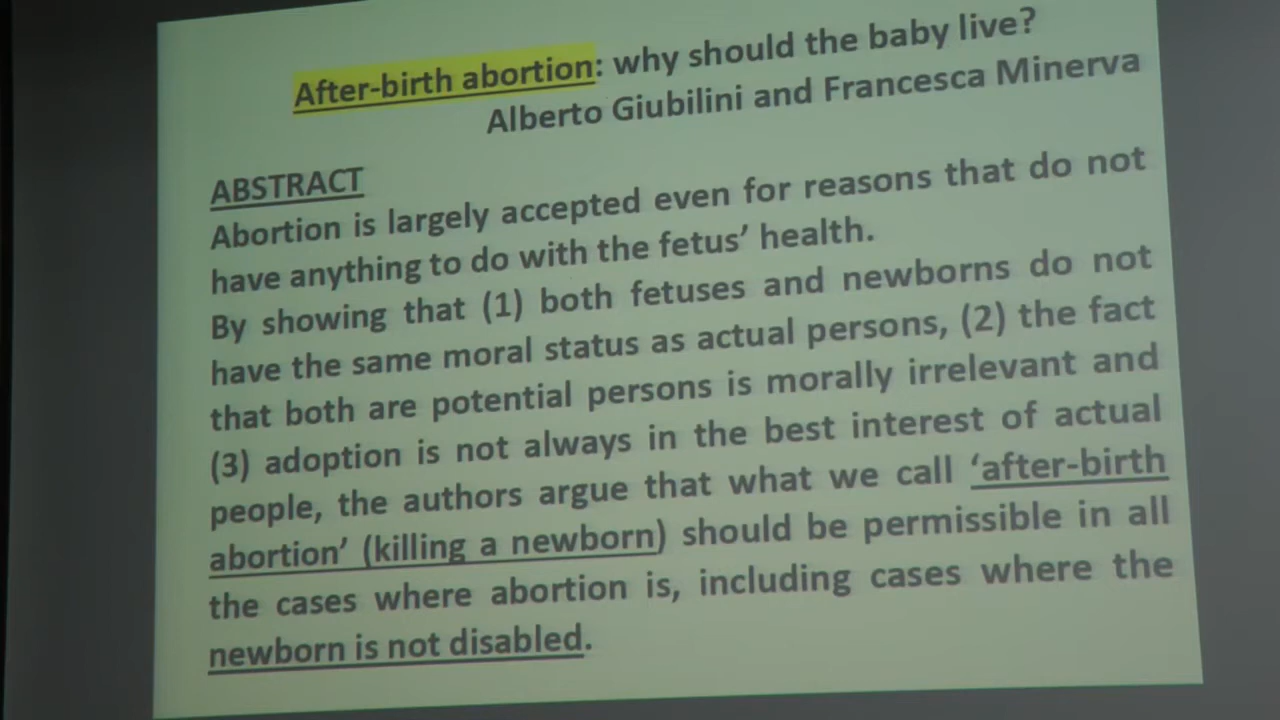 After-birth abortion: why should the baby live?
Alberto Giubilini and Francesca Minerva
ABSTRACT
Abortion is largely accepted even for reasons that do not
have anything to do with the fetus’ health.
By showing that (1) both fetuses and newborns do not
have the same moral status as actual persons, (2) the fact
that both are potential persons is morally irrelevant and
(3) adoption is not always in the best interest of actual
people, the authors argue that what we call ‘after-birth
abortion’ (killing a newborn) should be permissible in all
the cases where abortion is, including cases where the
newborn is not disabled.